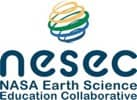 nesec
NASA Earth Science
Education Collaborative